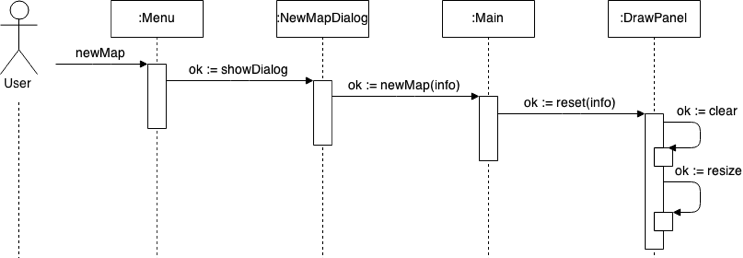 :Menu
:NewMapDialog
:Main
:DrawPanel
newMap
User
ok := showDialog
ok := newMap(info)
ok := reset(info)
ok := clear
ok := resize